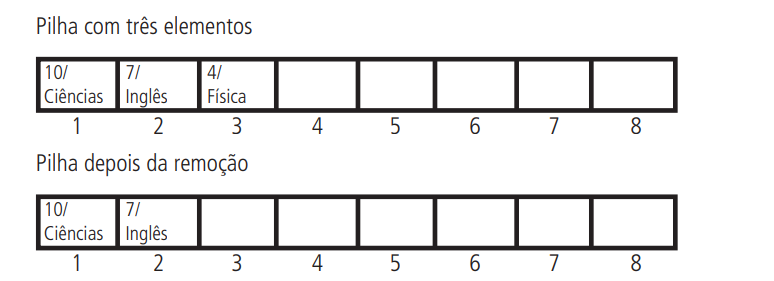 Pilha com três elementos
10/ 7/ 4/
Ciências Inglês Física
1 2 3 4 5 6 7 8
Pilha depois da remoção
10/ 7/
Ciências Inglês
1 2 3 4 5 6 7 8